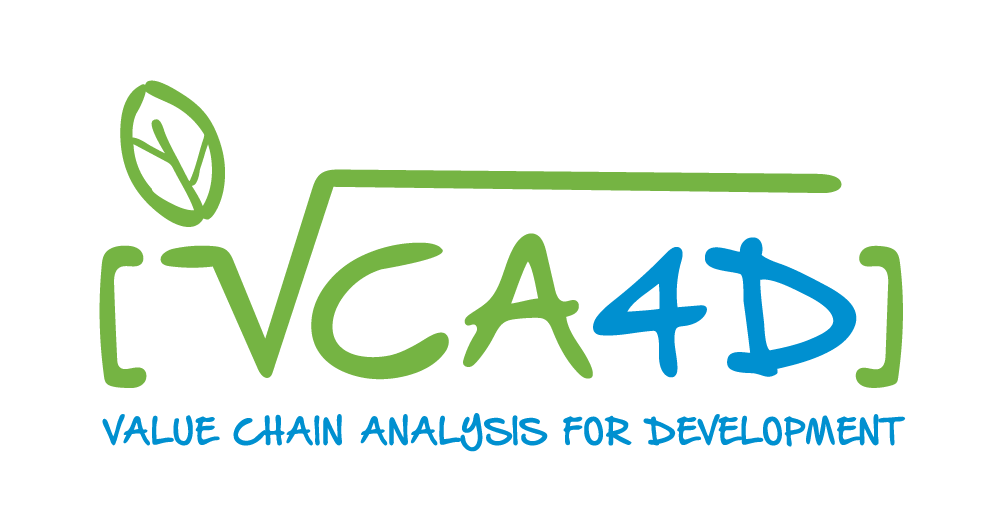 [VCA4D]
VALUE CHAIN ANALYSIS FOR DEVELOPMENT